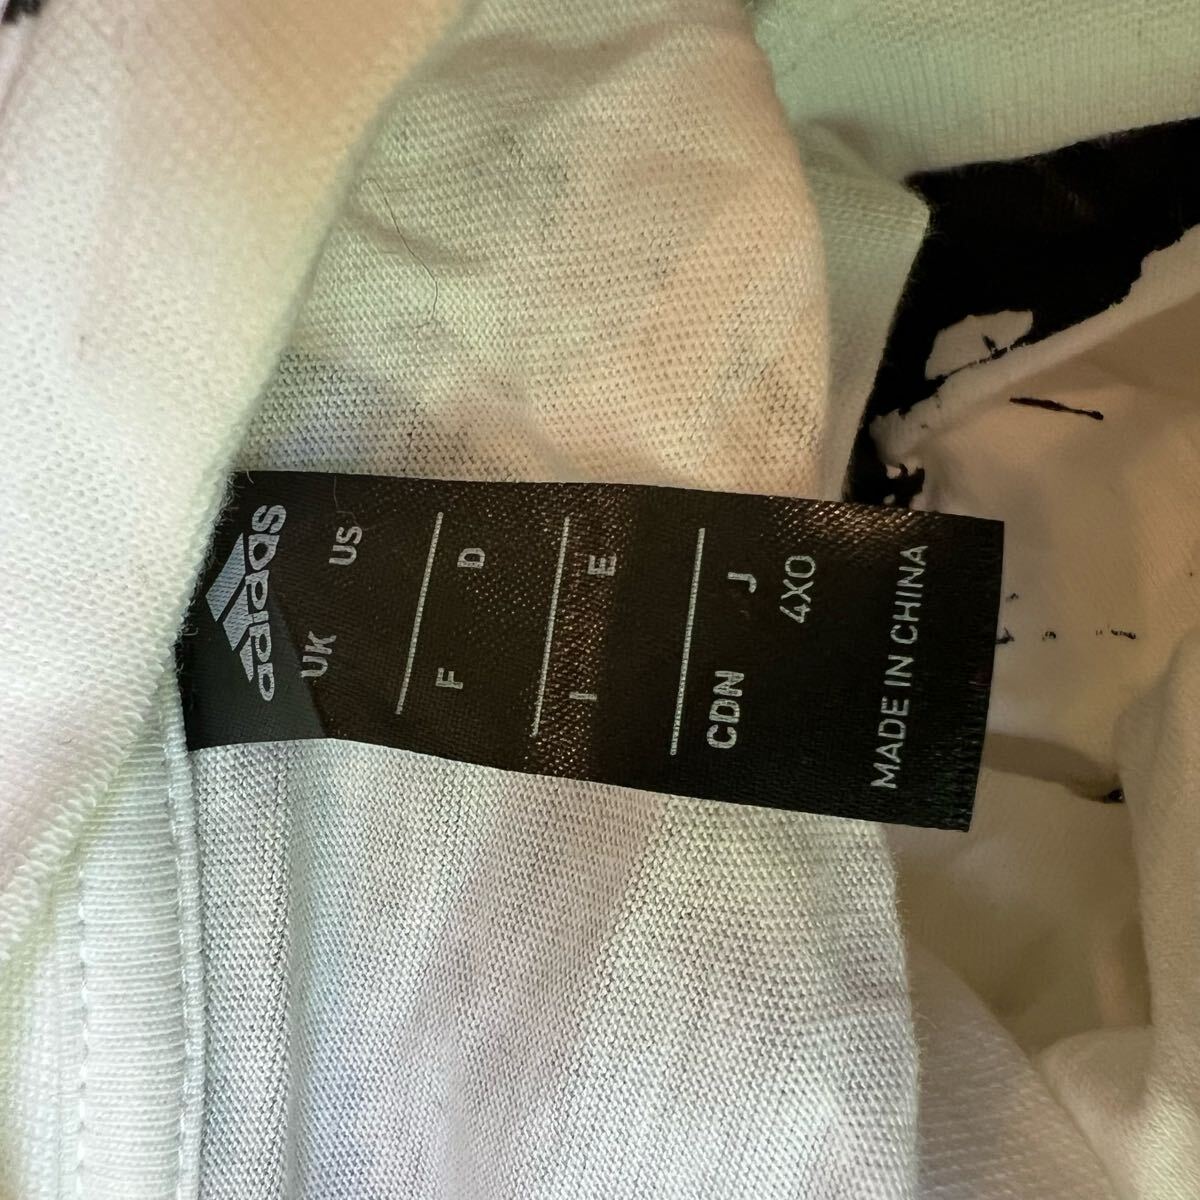 adidas
UK US
F D
I E
CDN J
4XO
MADE IN CHINA